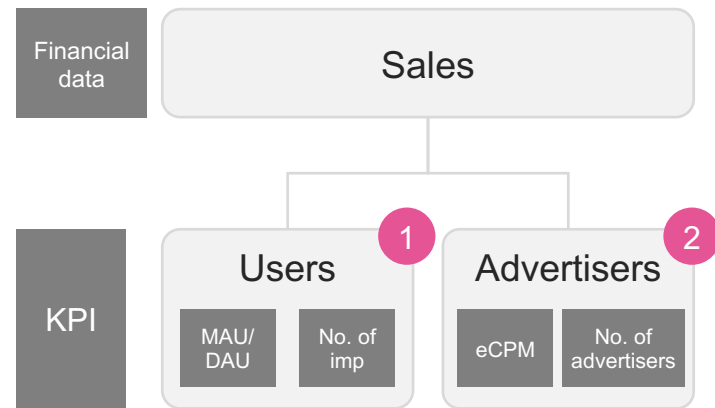 Financial
data
Sales
KPI
Users
1
MAU/
DAU
No. of
imp
Advertisers
2
eCPM
No. of
advertisers